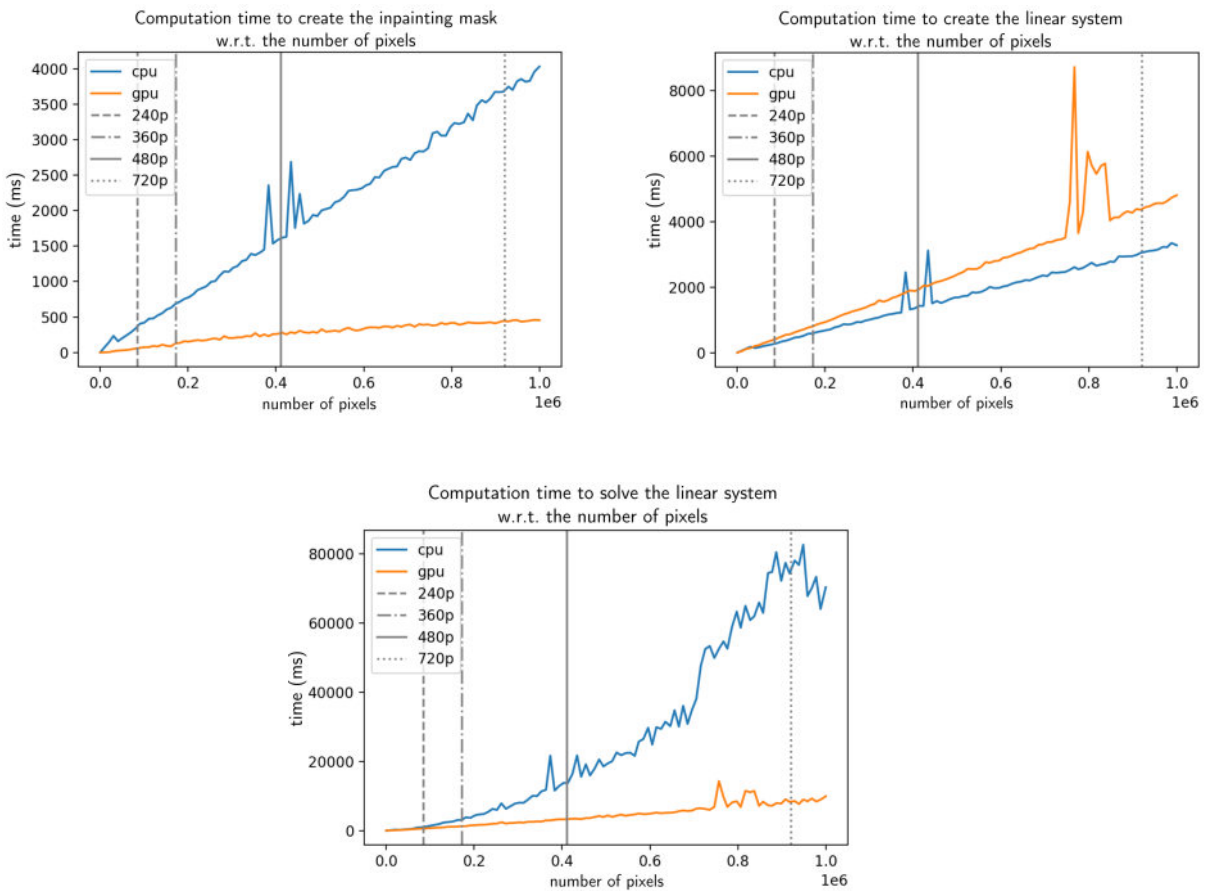 Computation time to create the inpainting mask
w.r.t. the number of pixels
4000
3500
3000
2500
2000
1500
1000
500
0
time (ms)
cpu
gpu
240p
360p
480p
720p
0.0
0.2
0.4
0.6
0.8
1.0
1e6
number of pixels
Computation time to create the linear system
w.r.t. the number of pixels
8000
6000
4000
2000
0
time (ms)
cpu
gpu
240p
360p
480p
720p
0.0
0.2
0.4
0.6
0.8
1.0
1e6
number of pixels
Computation time to solve the linear system
w.r.t. the number of pixels
80000
60000
40000
20000
0
time (ms)
cpu
gpu
240p
360p
480p
720p
0.0
0.2
0.4
0.6
0.8
1.0
1e6
number of pixels